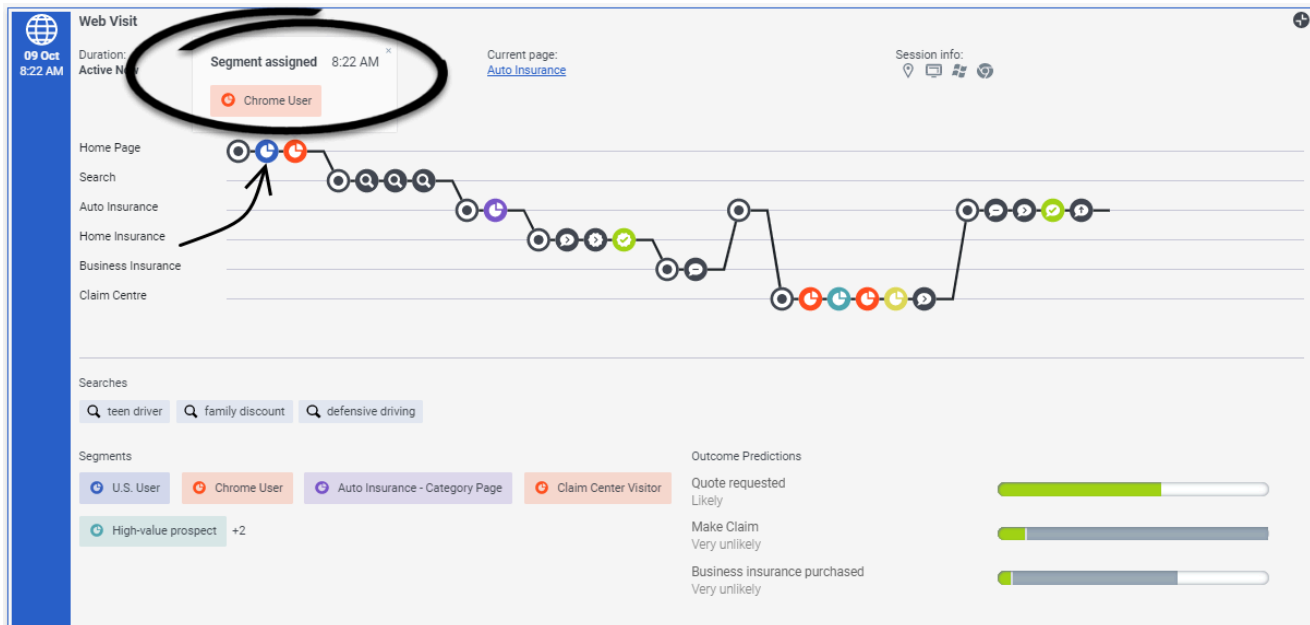 Web Visit
09 Oct
8:22 AM
Duration:
Active Now
Segment assigned 8:22 AM
Chrome User
Current page:
Auto Insurance
Session info:
Home Page
Search
Auto Insurance
Home Insurance
Business Insurance
Claim Centre
Searches
teen driver family discount defensive driving
Segments
U.S. User Chrome User Auto Insurance - Category Page Claim Center Visitor
High-value prospect +2
Outcome Predictions
Quote requested
Likely
Make Claim
Very unlikely
Business insurance purchased
Very unlikely